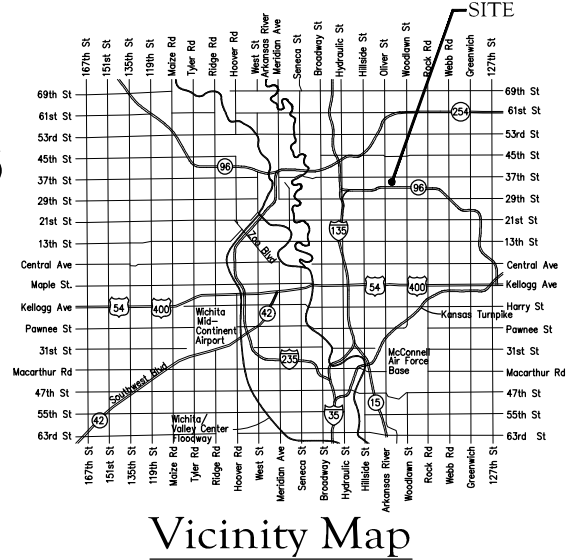 SITE
167th St
151st St
135th St
119th St
Maize Rd
Tyler Rd
Ridge Rd
Hoover Rd
West St
Arkansas River
Meridian Ave
Seneca St
Broadway St
Hydraulic St
Hillside St
Oliver St
Woodlawn St
Rock Rd
Webb Rd
Greenwich
127th St
69th St
61st St
53rd St
45th St
37th St
29th St
21st St
13th St
Central Ave
Maple St.
Kellogg Ave
Pawnee St
31st St
Macarthur Rd
47th St
55th St
63rd St
69th St
61st St
53rd St
45th St
37th St
29th St
21st St
13th St
Central Ave
Kellogg Ave
Harry St
Pawnee St
31st St
Macarthur Rd
47th St
55th St
63rd St
254
96
96
135
Zoo Blvd
54
400
54
400
42
Kansas Turnpike
Wichita
Mid-
Continent
Airport
235
McConnell
Air Force
Base
Southwest Blvd
15
35
42
Wichita/
Valley Center
Floodway
167th St
151st St
135th St
119th St
Maize Rd
Tyler Rd
Ridge Rd
Hoover Rd
West St
Meridian Ave
Seneca St
Broadway St
Hydraulic St
Hillside St
Arkansas River
Woodlawn St
Rock Rd
Webb Rd
Greenwich
127th St
Vicinity Map